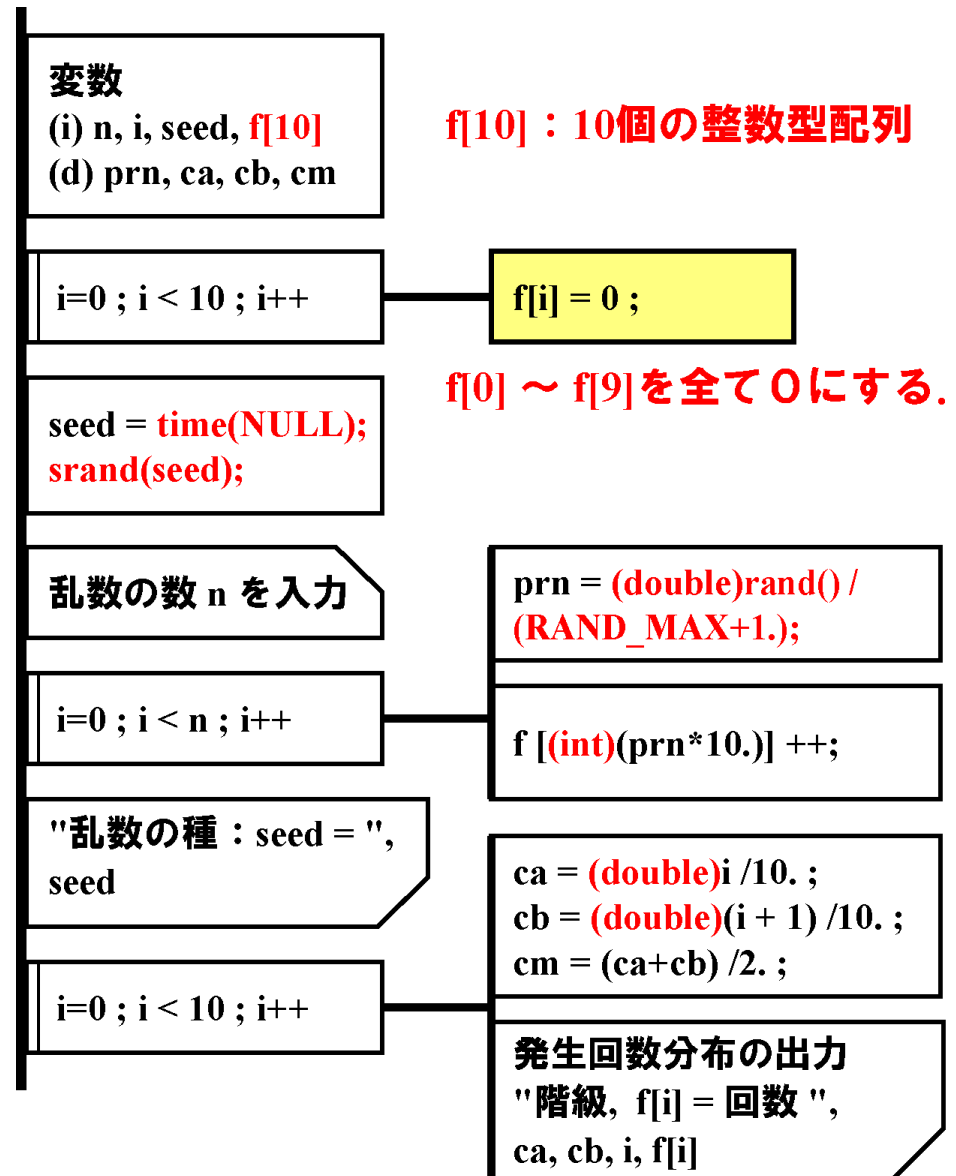 変数
(i) n, i, seed, f[10]
(d) prn, ca, cb, cm
f[10]：10個の整数型配列
i=0 ; i < 10 ; i++
f[i] = 0 ;
f[0] ～ f[9]を全て０にする.
seed = time(NULL);
srand(seed);
乱数の数 n を入力
i=0 ; i < n ; i++
prn = (double)rand() /
(RAND_MAX+1.);
f [(int)(prn*10.)] ++;
"乱数の種：seed = ",
seed
i=0 ; i < 10 ; i++
ca = (double)i /10. ;
cb = (double)(i + 1) /10. ;
cm = (ca+cb) /2. ;
発生回数分布の出力
"階級, f[i] = 回数 ",
ca, cb, i, f[i]